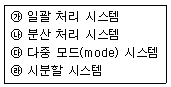 ㉮ 일괄 처리 시스템
㉯ 분산 처리 시스템
㉰ 다중 모드(mode) 시스템
㉱ 시분할 시스템